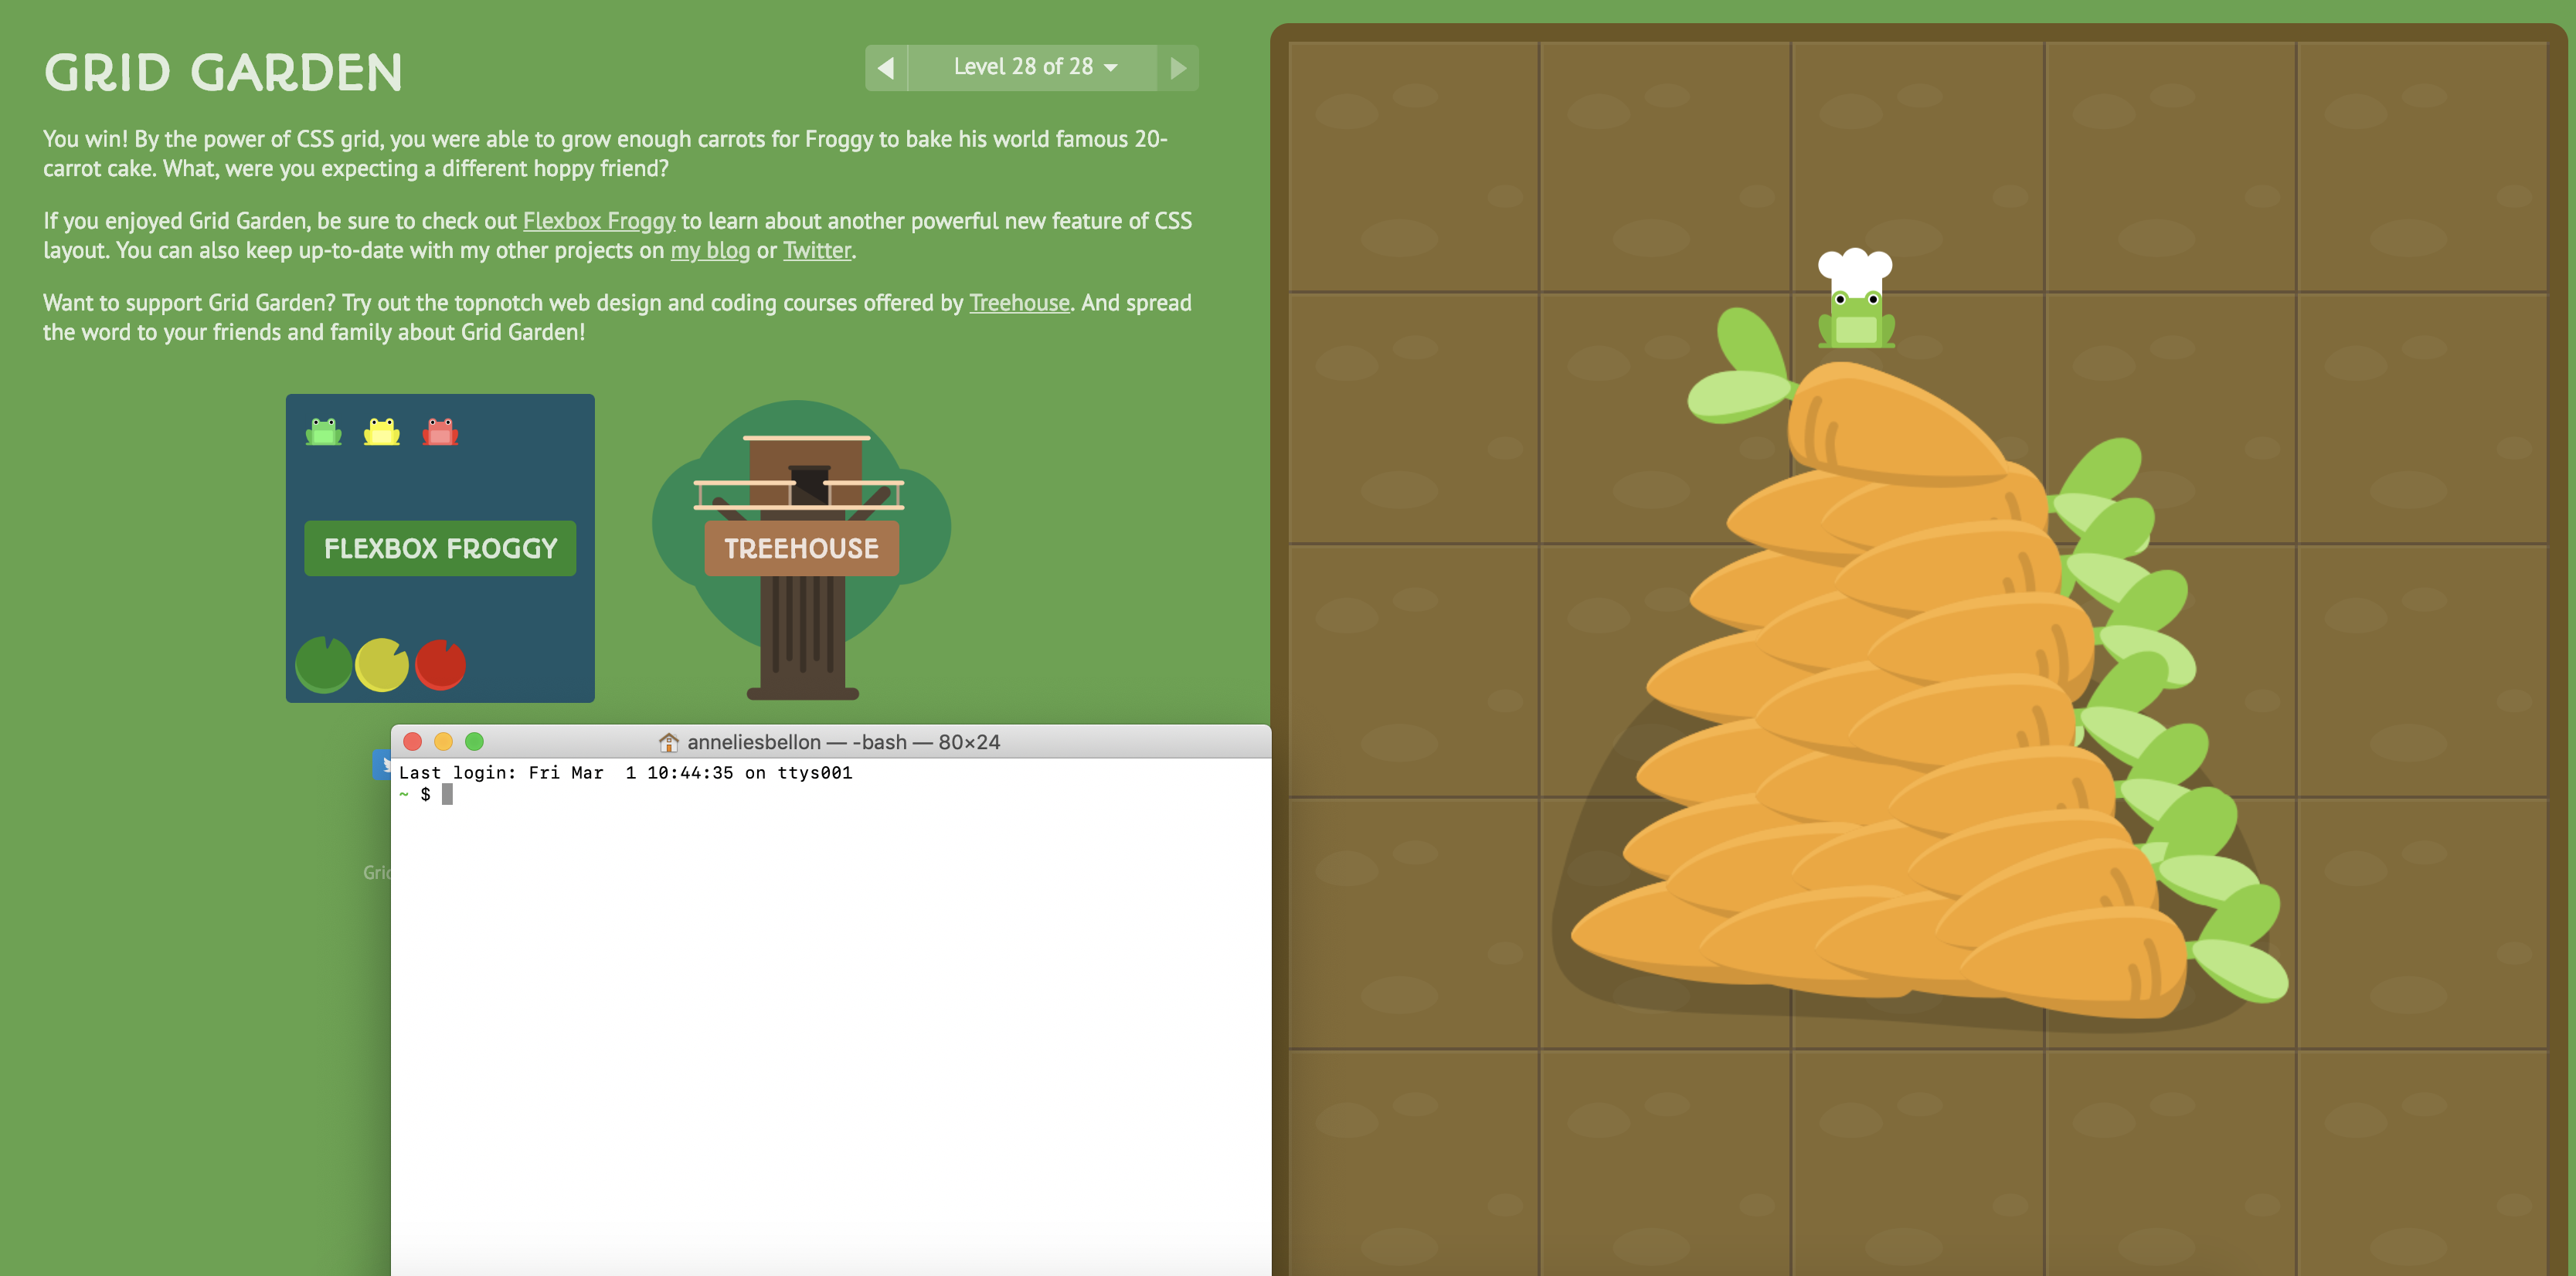 GRID GARDEN
Level 28 of 28
You win! By the power of CSS grid, you were able to grow enough carrots for Froggy to bake his world famous 20-
carrot cake. What, were you expecting a different hoppy friend?
If you enjoyed Grid Garden, be sure to check out Flexbox Froggy to learn about another powerful new feature of CSS
layout. You can also keep up-to-date with my other projects on my blog or Twitter.
Want to support Grid Garden? Try out the topnotch web design and coding courses offered by Treehouse. And spread
the word to your friends and family about Grid Garden!
FLEXBOX FROGGY
TREEHOUSE
anneliesbellon — -bash — 80×24
Last login: Fri Mar  1 10:44:35 on ttys001
~ $